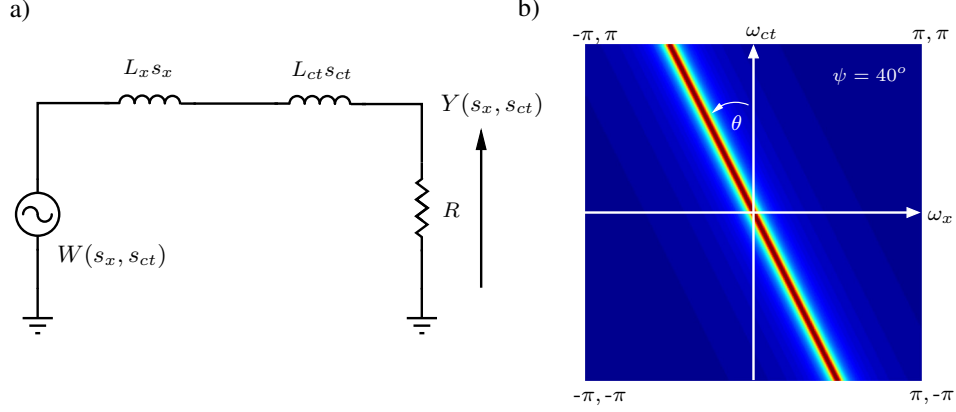 a)
L_x s_x
L_{ct} s_{ct}
Y(s_x, s_{ct})
R
W(s_x, s_{ct})
b)
-π, π
ω_{ct}
π, π
ψ = 40^o
θ
ω_x
-π,-π
π,-π